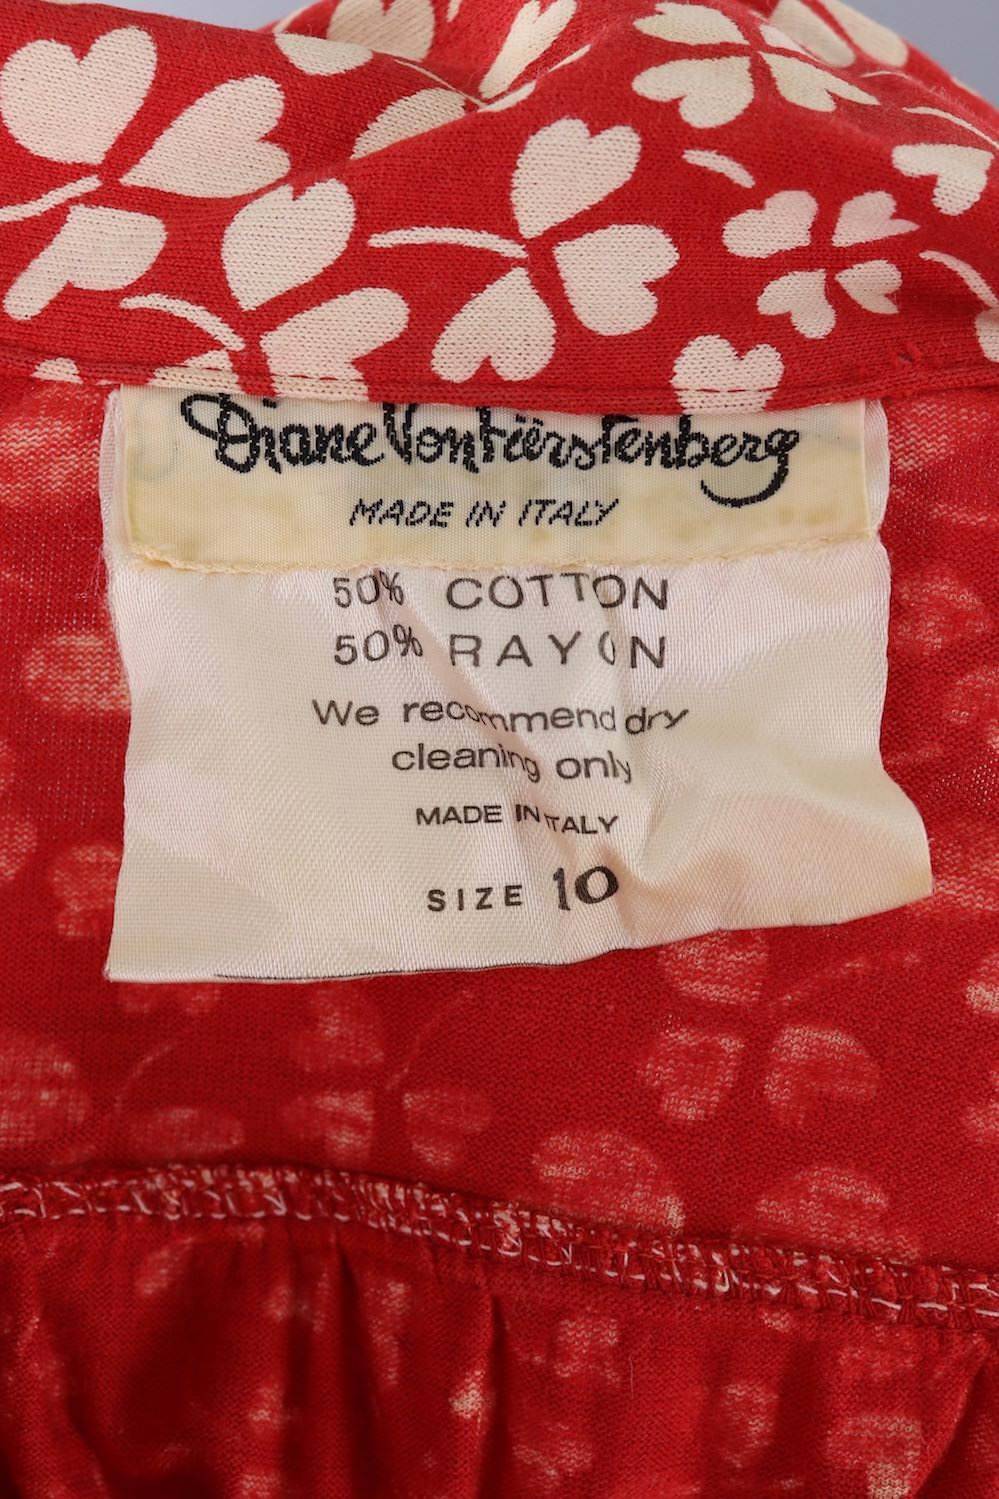 Diane Von Fürstenberg
MADE IN ITALY
50% COTTON
50% RAYON
We recommend dry
cleaning only
MADE IN ITALY
SIZE 10